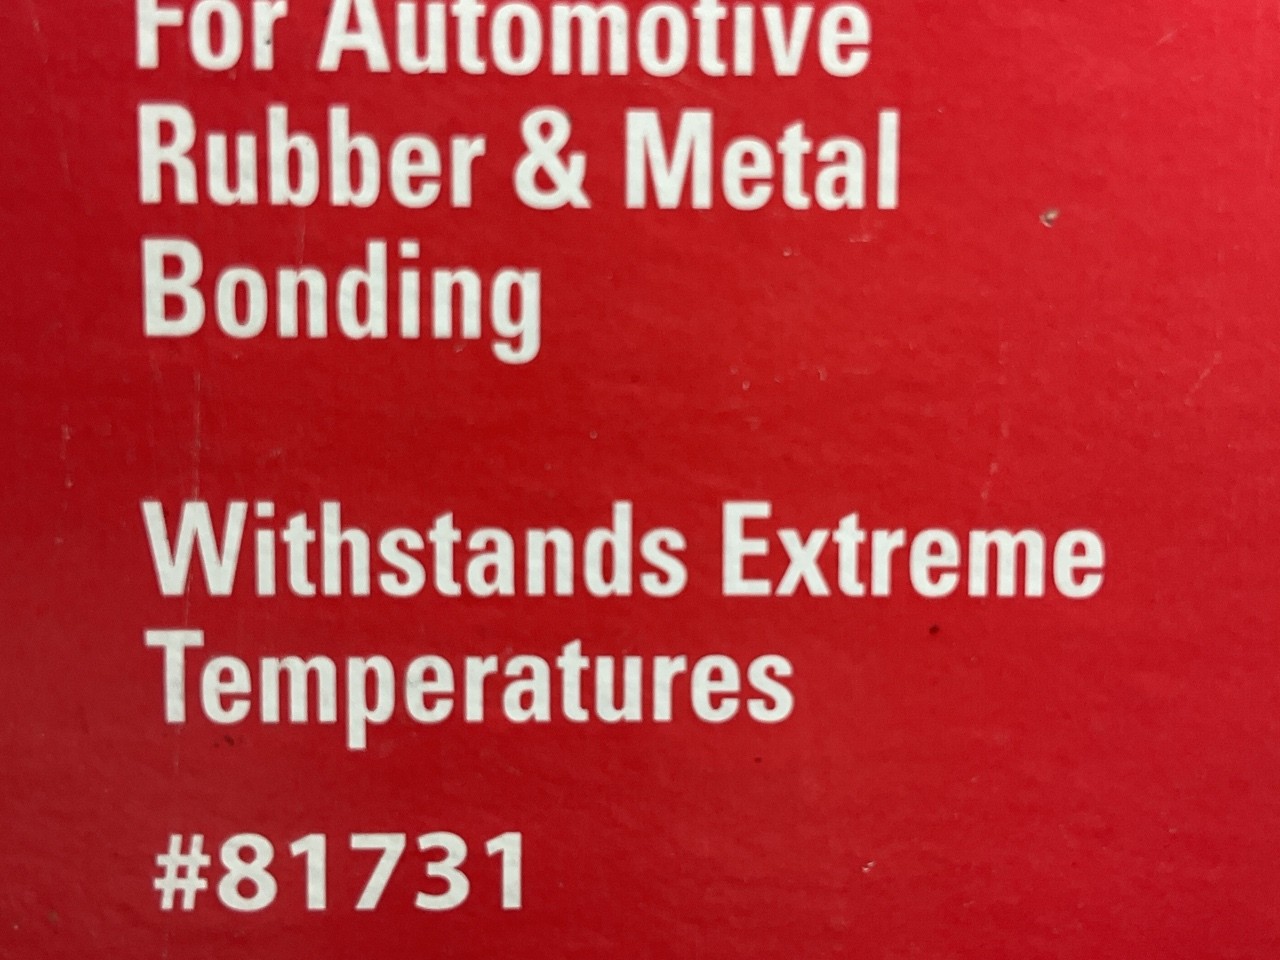 For Automotive
Rubber & Metal
Bonding
Withstands Extreme
Temperatures
#81731